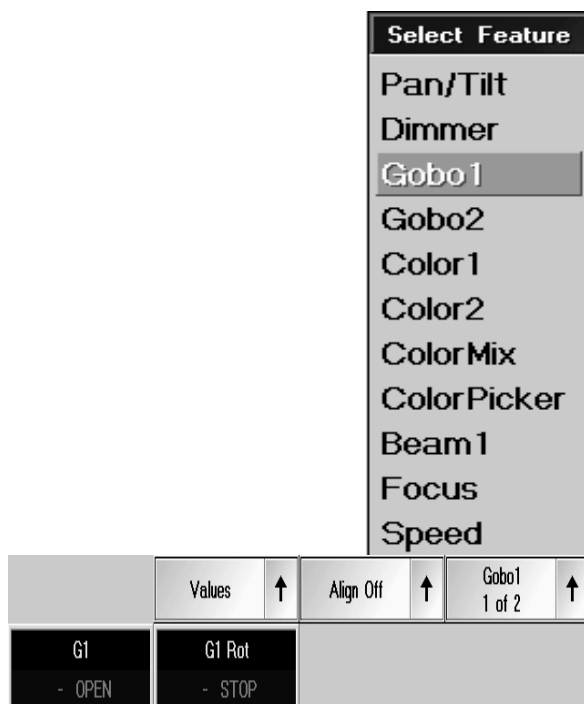 Select Feature
Pan/Tilt
Dimmer
Gobo1
Gobo2
Color1
Color2
ColorMix
ColorPicker
Beam1
Focus
Speed
Values
Align Off
Gobo1
1 of 2
G1
- OPEN
G1 Rot
- STOP